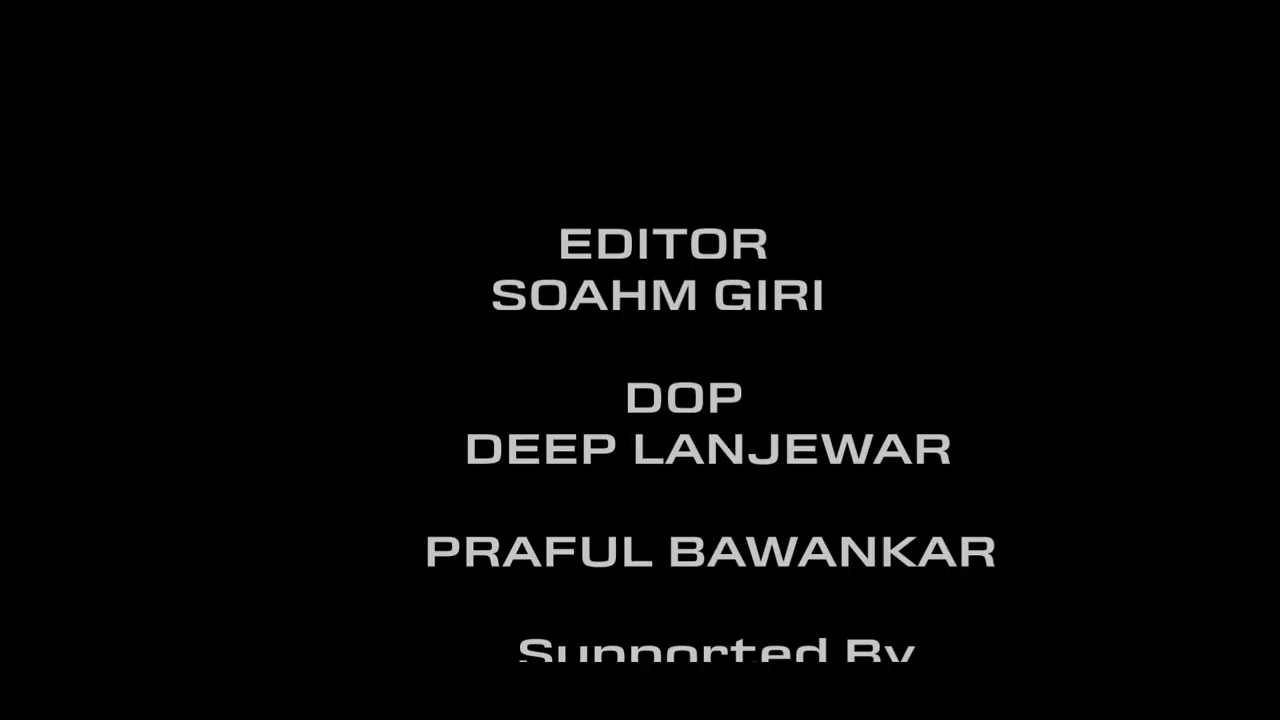 EDITOR
SOAHM GIRI
DOP
DEEP LANJEWAR
PRAFUL BAWANKAR
Supported By